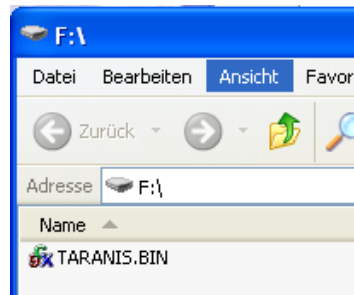 F:\
Datei Bearbeiten Ansicht Favor
Zurück
Adresse F:\
Name
TARANIS.BIN